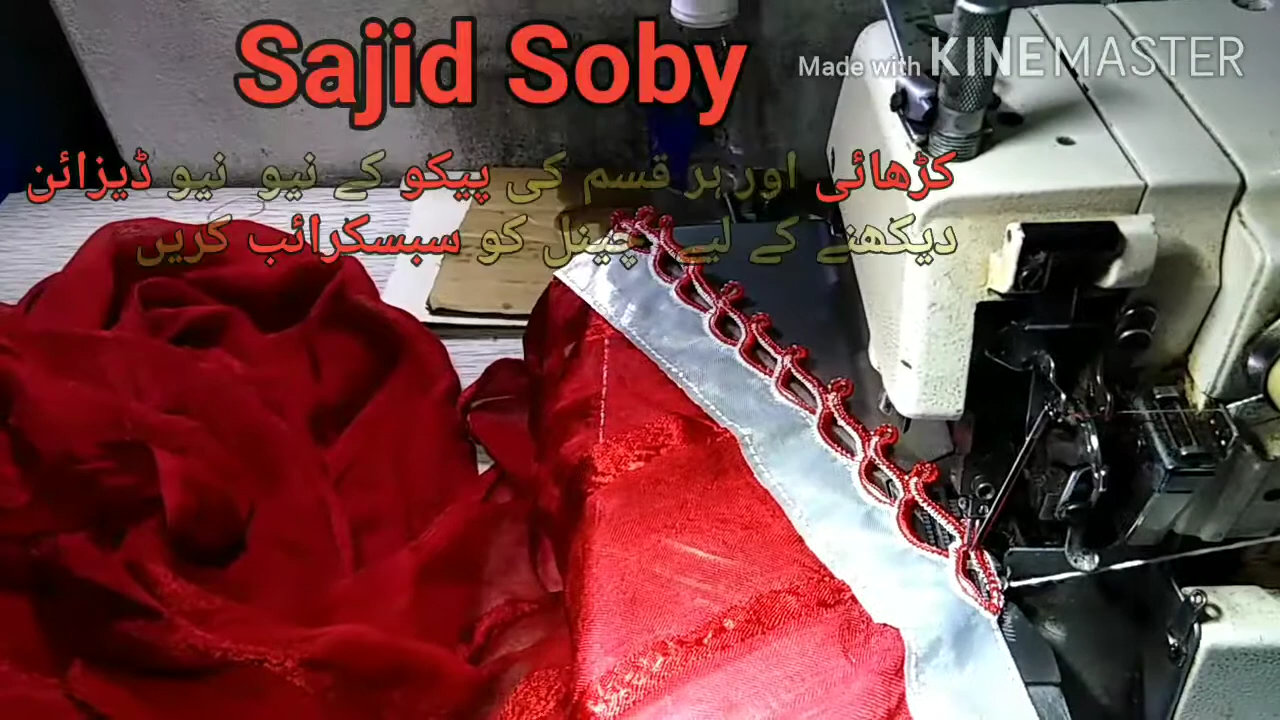 Sajid Soby
Made with KINEMASTER
کڑھائی اور ہر قسم کی پیکو کے نیو نیو ڈیزائن
دیکھنے کے لیے چینل کو سبسکرائب کریں